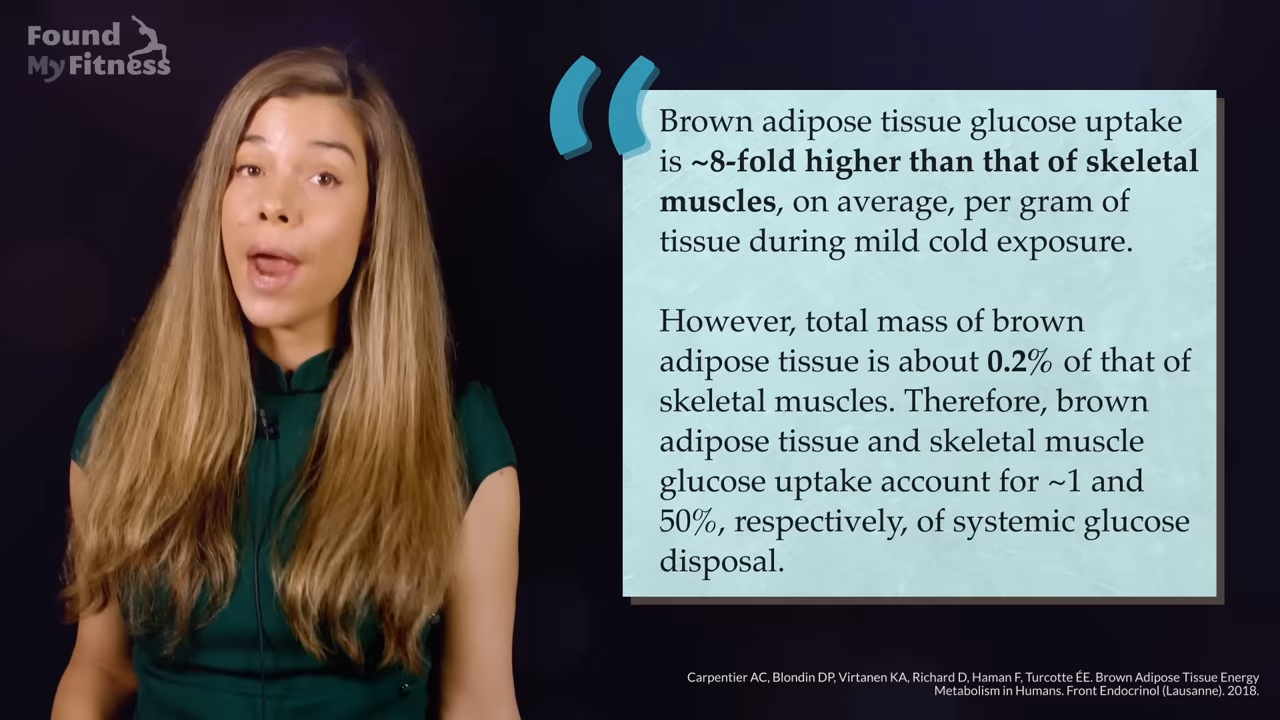 Found
MyFitness
Brown adipose tissue glucose uptake
is ~8-fold higher than that of skeletal
muscles, on average, per gram of
tissue during mild cold exposure.
However, total mass of brown
adipose tissue is about 0.2% of that of
skeletal muscles. Therefore, brown
adipose tissue and skeletal muscle
glucose uptake account for ~1 and
50%, respectively, of systemic glucose
disposal.
Carpentier AC, Blondin DP, Virtanen KA, Richard D, Haman F, Turcotte ÉE. Brown Adipose Tissue Energy
Metabolism in Humans. Front Endocrinol (Lausanne). 2018.